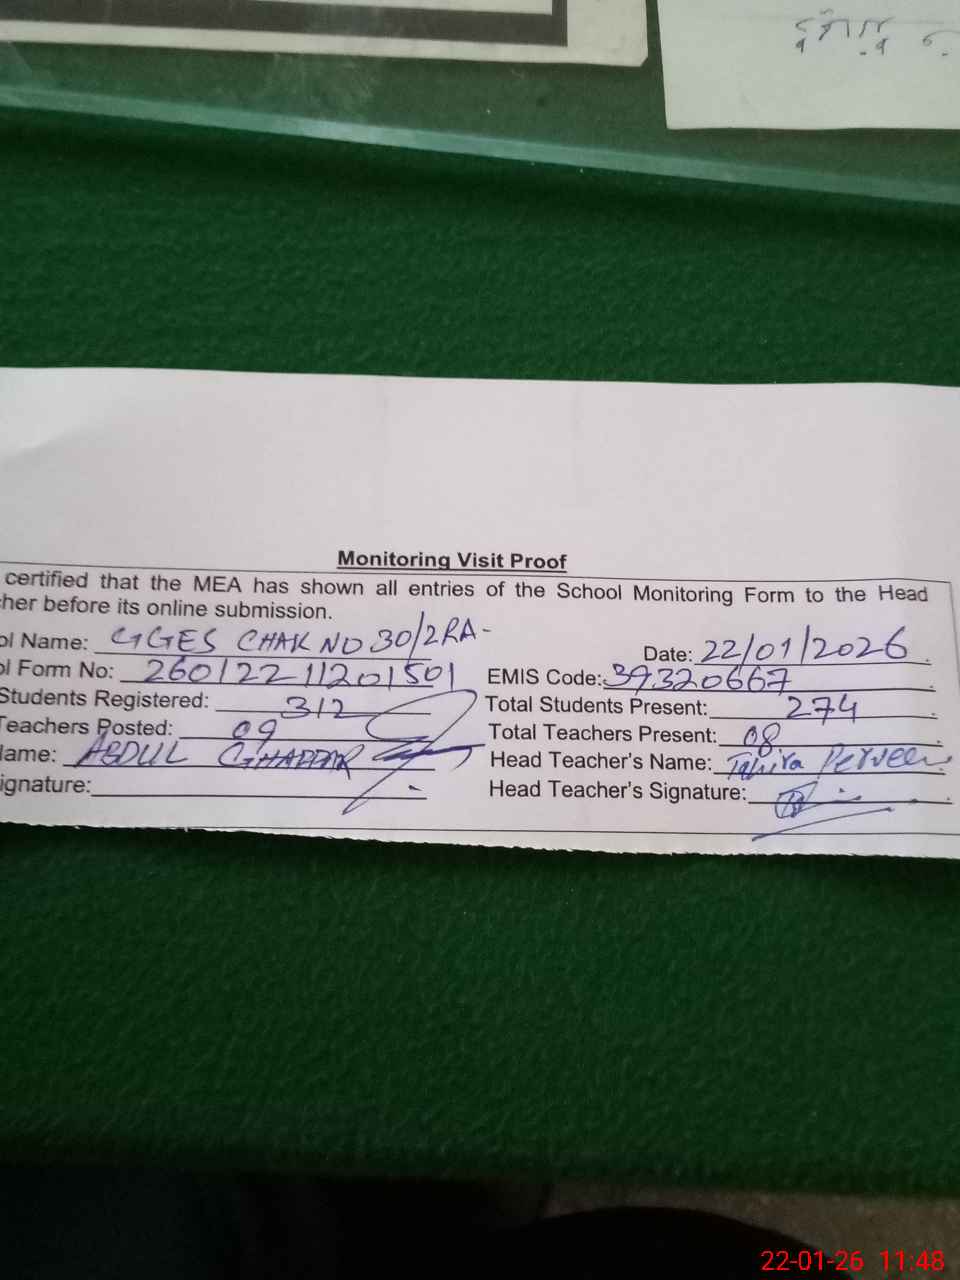 Monitoring Visit Proof
certified that the MEA has shown all entries of the School Monitoring Form to the Head
cher before its online submission.
ol Name: GGES CHAK NO 30/2RA-
Date: 22/01/2026
ol Form No: 260122 11201501
EMIS Code: 39320667
Students Registered: 312
Total Students Present: 274
Teachers Posted: 09
Total Teachers Present: 08
lame: ABDUL GHAFFAR
Head Teacher's Name: Tahira Perveen
ignature:
Head Teacher's Signature:
22-01-26 11:48